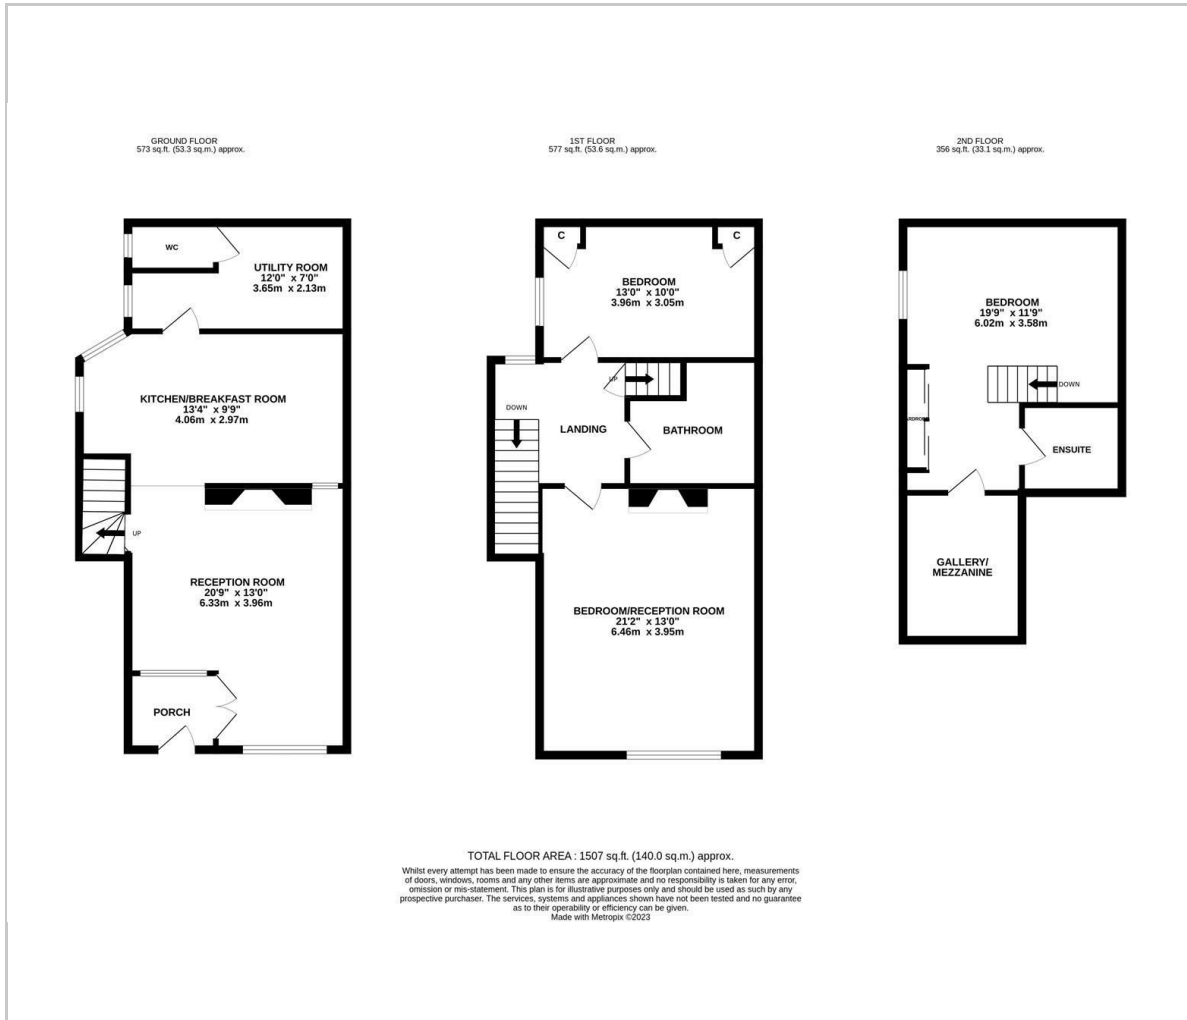 GROUND FLOOR
573 sq.ft. (53.3 sq.m.) approx.
WC
UTILITY ROOM
12'0" x 7'0"
3.65m x 2.13m
KITCHEN/BREAKFAST ROOM
13'4" x 9'9"
4.06m x 2.97m
UP
RECEPTION ROOM
20'9" x 13'0"
6.33m x 3.96m
PORCH
1ST FLOOR
577 sq.ft. (53.6 sq.m.) approx.
C
C
BEDROOM
13'0" x 10'0"
3.96m x 3.05m
UP
DOWN
LANDING
BATHROOM
BEDROOM/RECEPTION ROOM
21'2" x 13'0"
6.46m x 3.95m
2ND FLOOR
356 sq.ft. (33.1 sq.m.) approx.
BEDROOM
19'9" x 11'9"
6.02m x 3.58m
DOWN
ENSUITE
GALLERY/
MEZZANINE
TOTAL FLOOR AREA : 1507 sq.ft. (140.0 sq.m.) approx.
Whilst every attempt has been made to ensure the accuracy of the floorplan contained here, measurements
of doors, windows, rooms and any other items are approximate and no responsibility is taken for any error,
omission or mis-statement. This plan is for illustrative purposes only and should be used as such by any
prospective purchaser. The services, systems and appliances shown have not been tested and no guarantee
as to their operability or efficiency can be given.
Made with Metropix ©2023